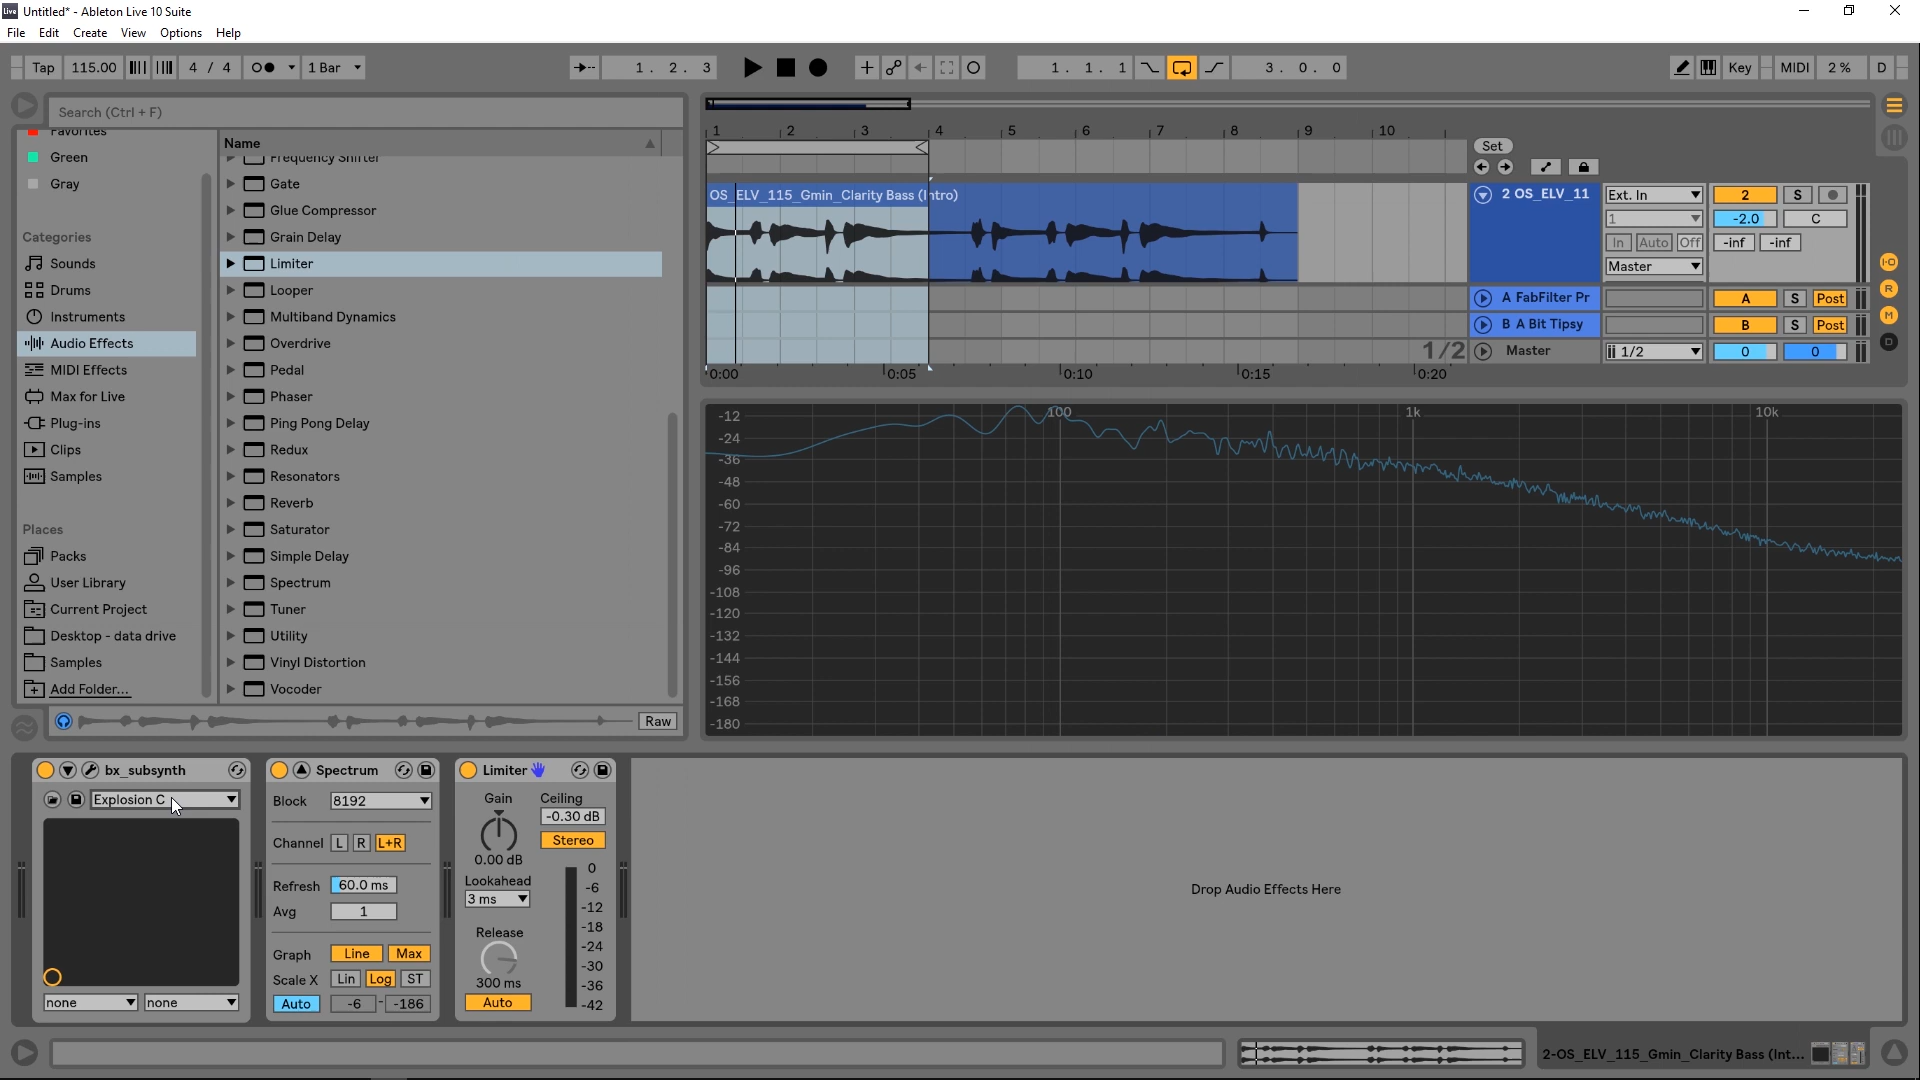 Live Untitled* - Ableton Live 10 Suite
File Edit Create View Options Help
Tap 115.00 4 / 4 1 Bar 1. 2. 3 1. 1. 1 3. 0. 0 Key MIDI 2 % D
Search (Ctrl + F)
Favorites
Green
Gray
Categories
Sounds
Drums
Instruments
Audio Effects
MIDI Effects
Max for Live
Plug-ins
Clips
Samples
Places
Packs
User Library
Current Project
Desktop - data drive
Samples
Add Folder...
Name
Frequency Shifter
Gate
Glue Compressor
Grain Delay
Limiter
Looper
Multiband Dynamics
Overdrive
Pedal
Phaser
Ping Pong Delay
Redux
Resonators
Reverb
Saturator
Simple Delay
Spectrum
Tuner
Utility
Vinyl Distortion
Vocoder
Raw
1 2 3 4 5 6 7 8 9 10
Set
OS_ELV_115_Gmin_Clarity Bass (Intro)
2 OS_ELV_11 Ext. In 2 S
1 -2.0 C
In Auto Off -inf -inf
Master
A FabFilter Pr A S Post
B A Bit Tipsy B S Post
1/2 Master 1/2 0 0
0:00 0:05 0:10 0:15 0:20
I-O
R
M
D
100 1k 10k
-12
-24
-36
-48
-60
-72
-84
-96
-108
-120
-132
-144
-156
-168
-180
bx_subsynth
Explosion C
none none
Spectrum
Block 8192
Channel L R L+R
Refresh 60.0 ms
Avg 1
Graph Line Max
Scale X Lin Log ST
Auto -6 - -186
Limiter
Gain Ceiling
-0.30 dB
Stereo
0.00 dB
Lookahead
3 ms
Release
300 ms
Auto
0
-6
-12
-18
-24
-30
-36
-42
Drop Audio Effects Here
2-OS_ELV_115_Gmin_Clarity Bass (Int...